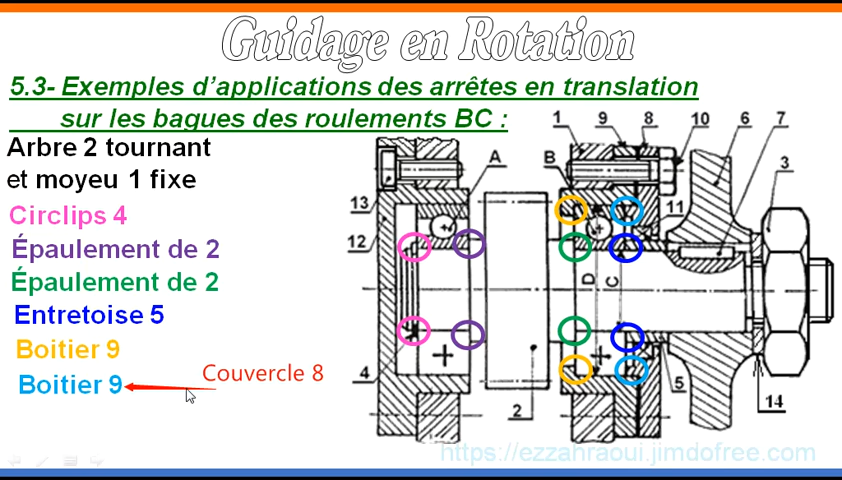 Guidage en Rotation
5.3- Exemples d'applications des arrêtes en translation
sur les bagues des roulements BC :
Arbre 2 tournant
et moyeu 1 fixe
Circlips 4
Épaulement de 2
Épaulement de 2
Entretoise 5
Boitier 9
Boitier 9
Couvercle 8
1
9
8
10
6
7
A
B
3
13
11
12
D
C
4
2
5
14
https://ezzahraoui.jimdofree.com